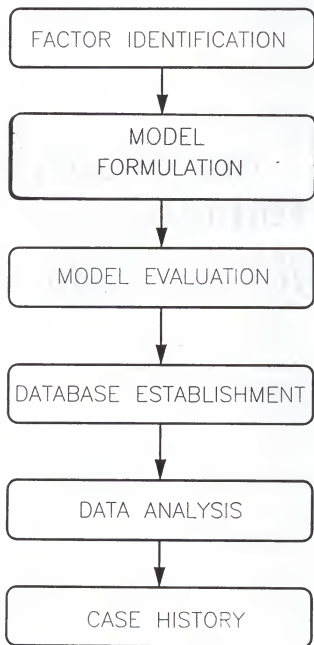 FACTOR IDENTIFICATION
MODEL
FORMULATION
MODEL EVALUATION
DATABASE ESTABLISHMENT
DATA ANALYSIS
CASE HISTORY